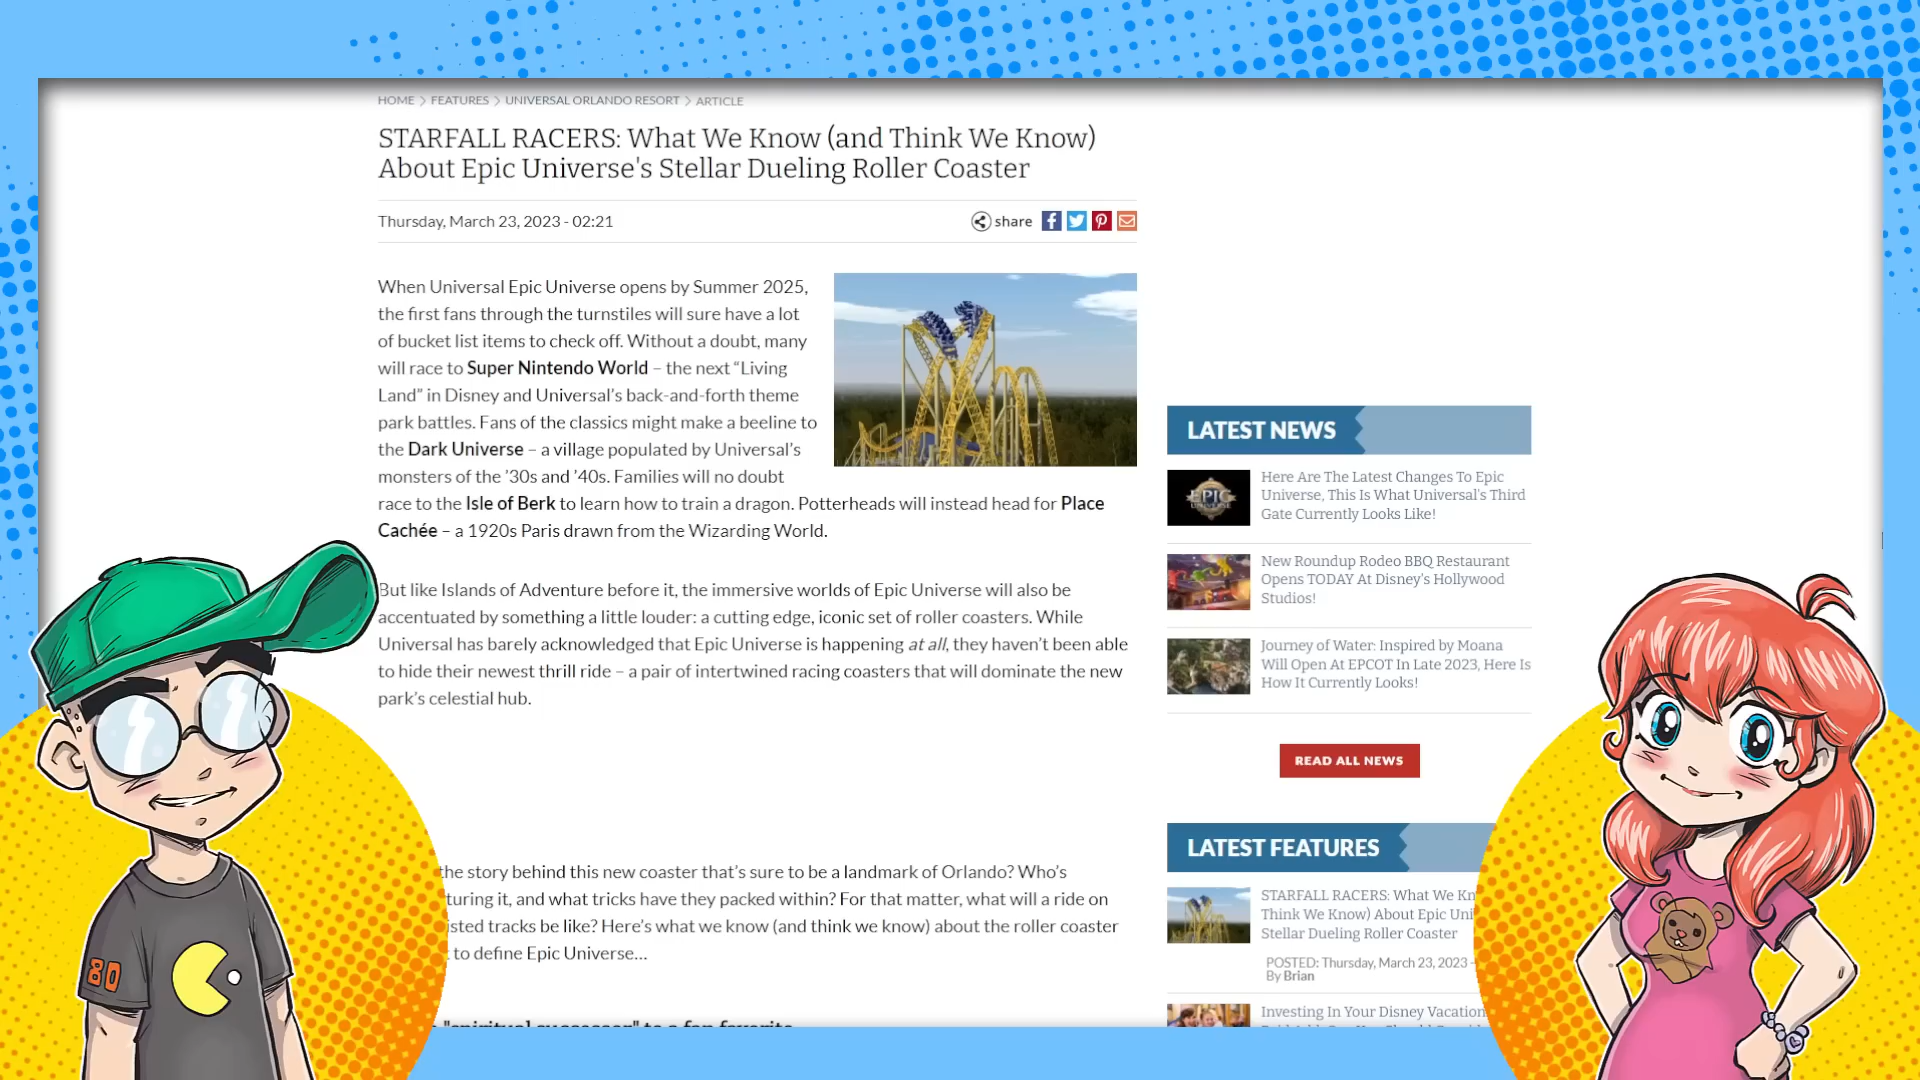 HOME > FEATURES > UNIVERSAL ORLANDO RESORT > ARTICLE
STARFALL RACERS: What We Know (and Think We Know)
About Epic Universe's Stellar Dueling Roller Coaster
Thursday, March 23, 2023 - 02:21
share
When Universal Epic Universe opens by Summer 2025,
the first fans through the turnstiles will sure have a lot
of bucket list items to check off. Without a doubt, many
will race to Super Nintendo World – the next “Living
Land” in Disney and Universal’s back-and-forth theme
park battles. Fans of the classics might make a beeline to
the Dark Universe – a village populated by Universal’s
monsters of the ’30s and ’40s. Families will no doubt
race to the Isle of Berk to learn how to train a dragon. Potterheads will instead head for Place
Cachée – a 1920s Paris drawn from the Wizarding World.
But like Islands of Adventure before it, the immersive worlds of Epic Universe will also be
accentuated by something a little louder: a cutting edge, iconic set of roller coasters. While
Universal has barely acknowledged that Epic Universe is happening at all, they haven’t been able
to hide their newest thrill ride – a pair of intertwined racing coasters that will dominate the new
park’s celestial hub.
the story behind this new coaster that’s sure to be a landmark of Orlando? Who’s
turing it, and what tricks have they packed within? For that matter, what will a ride on
isted tracks be like? Here’s what we know (and think we know) about the roller coaster
to define Epic Universe…
"spiritual successor" to a fan favorite
LATEST NEWS
EPIC
UNIVERSE
Here Are The Latest Changes To Epic
Universe, This Is What Universal's Third
Gate Currently Looks Like!
New Roundup Rodeo BBQ Restaurant
Opens TODAY At Disney's Hollywood
Studios!
Journey of Water: Inspired by Moana
Will Open At EPCOT In Late 2023, Here Is
How It Currently Looks!
READ ALL NEWS
LATEST FEATURES
STARFALL RACERS: What We Kn
Think We Know) About Epic Uni
Stellar Dueling Roller Coaster
POSTED: Thursday, March 23, 2023 -
By Brian
Investing In Your Disney Vacation
80